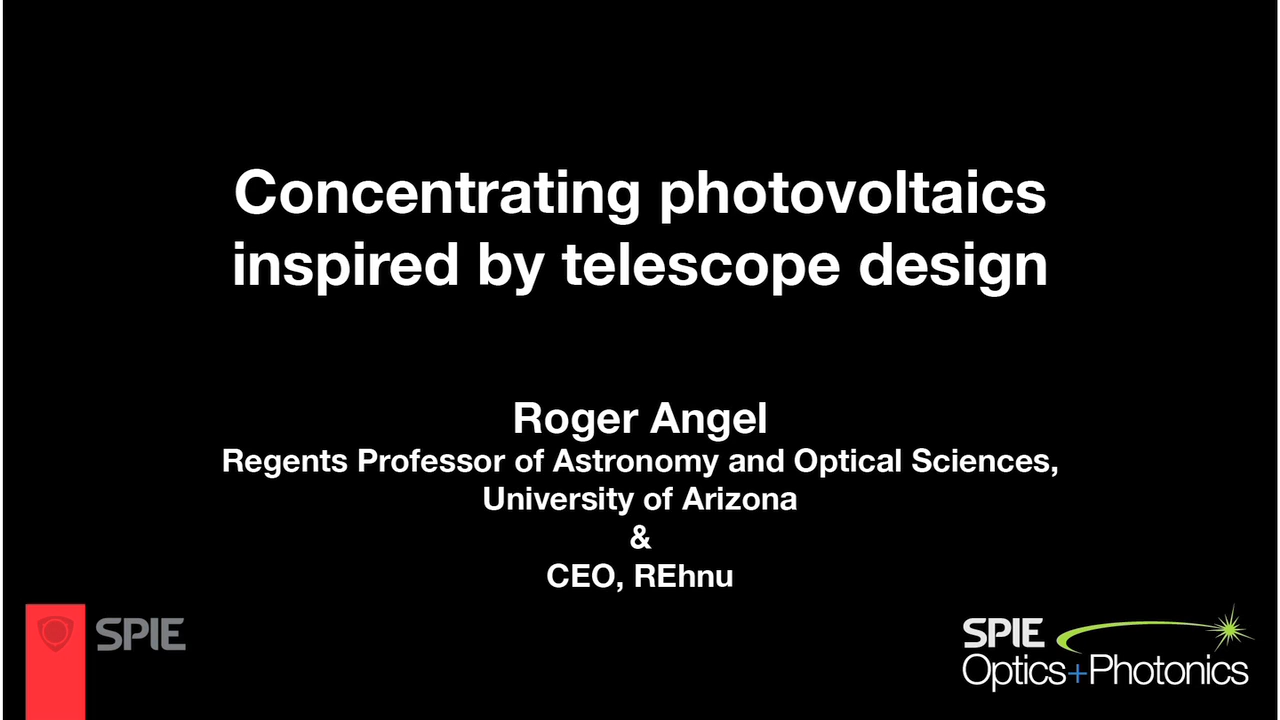 Concentrating photovoltaics
inspired by telescope design
Roger Angel
Regents Professor of Astronomy and Optical Sciences,
University of Arizona
&
CEO, REhnu
SPIE
SPIE
Optics+Photonics